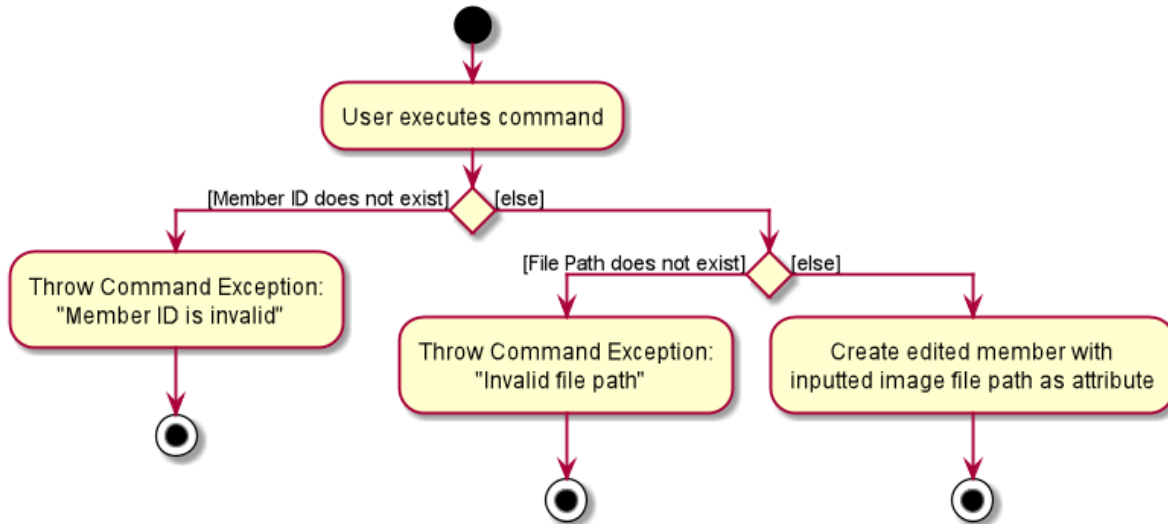 User executes command
[Member ID does not exist]
[else]
Throw Command Exception:
"Member ID is invalid"
[File Path does not exist]
[else]
Throw Command Exception:
"Invalid file path"
Create edited member with
inputted image file path as attribute